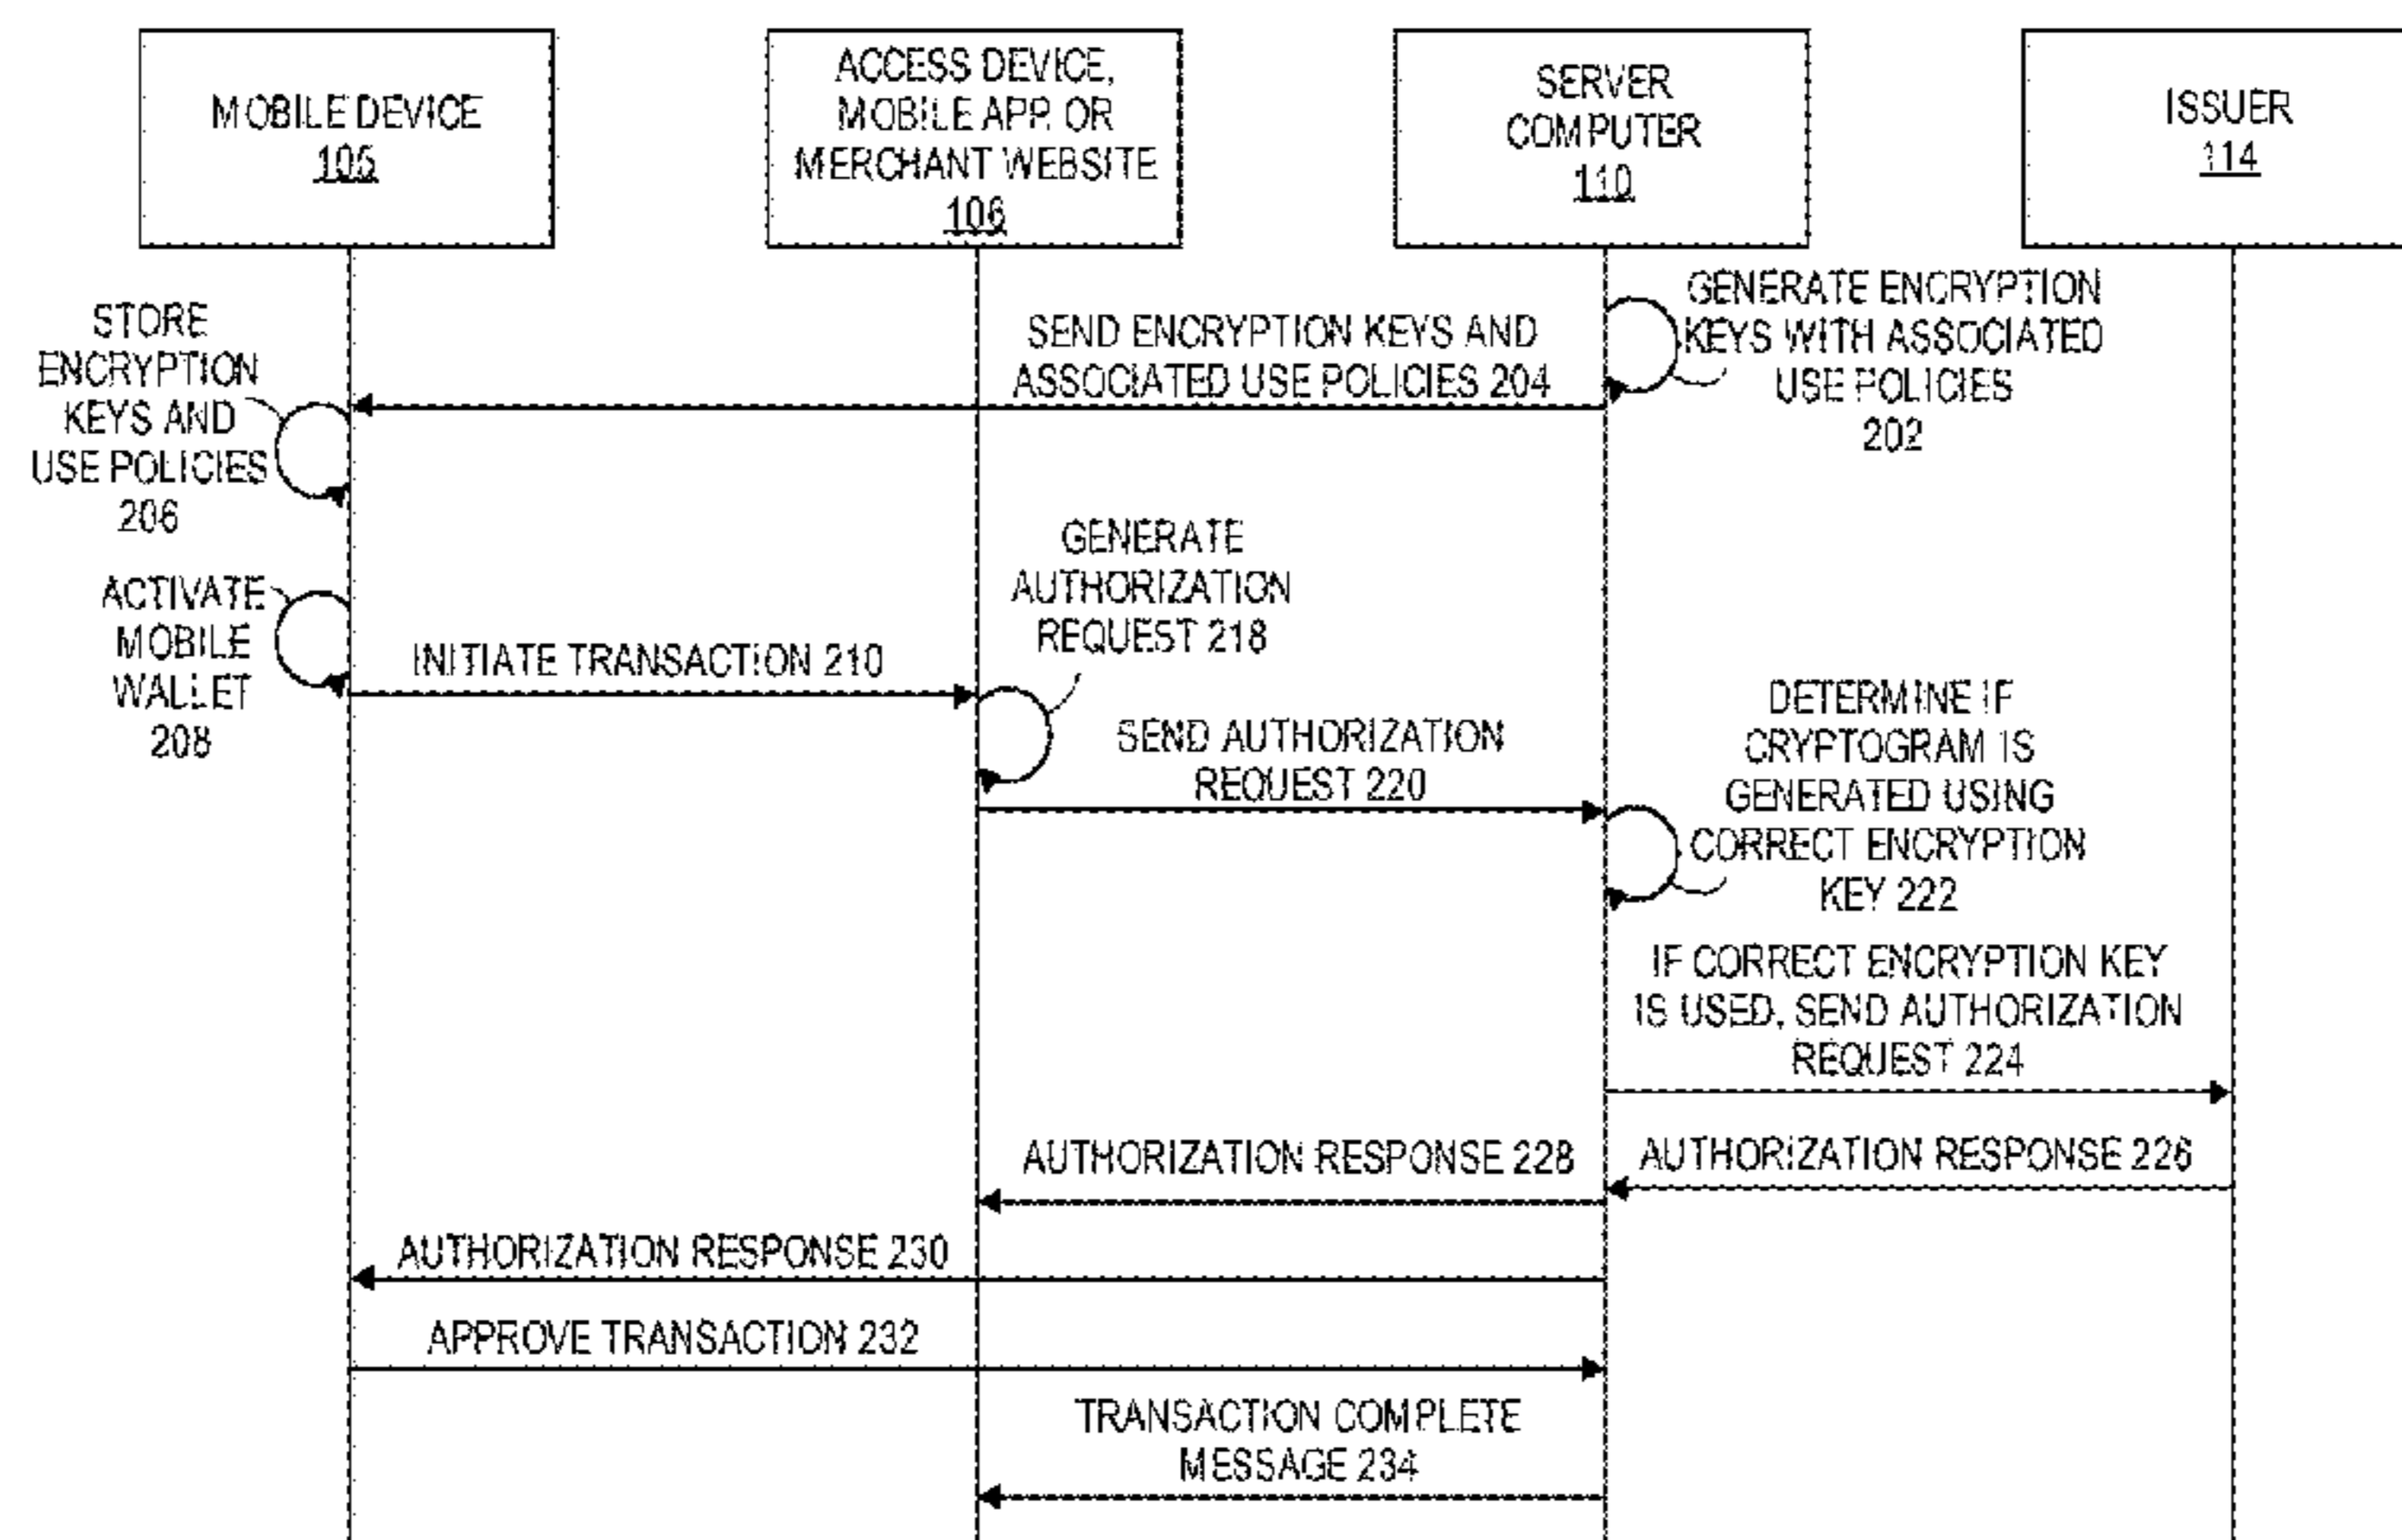 MOBILE DEVICE
105
ACCESS DEVICE,
MOBILE APP. OR
MERCHANT WEBSITE
106
SERVER
COMPUTER
110
ISSUER
114
GENERATE ENCRYPTION
KEYS WITH ASSOCIATED
USE POLICIES
202
SEND ENCRYPTION KEYS AND
ASSOCIATED USE POLICIES 204
STORE
ENCRYPTION
KEYS AND
USE POLICIES
206
ACTIVATE
MOBILE
WALLET
208
INITIATE TRANSACTION 210
GENERATE
AUTHORIZATION
REQUEST 218
SEND AUTHORIZATION
REQUEST 220
DETERMINE IF
CRYPTOGRAM IS
GENERATED USING
CORRECT ENCRYPTION
KEY 222
IF CORRECT ENCRYPTION KEY
IS USED, SEND AUTHORIZATION
REQUEST 224
AUTHORIZATION RESPONSE 226
AUTHORIZATION RESPONSE 228
AUTHORIZATION RESPONSE 230
APPROVE TRANSACTION 232
TRANSACTION COMPLETE
MESSAGE 234